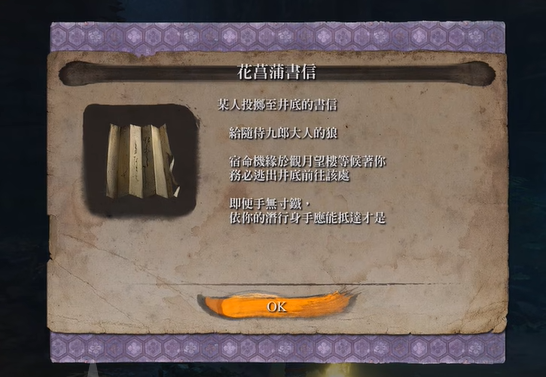 花菖蒲書信
某人投擲至井底的書信
給隨侍九郎大人的狼
宿命機緣於觀月望樓等候著你
務必逃出井底前往該處
即便手無寸鐵，
依你的潛行身手應能抵達才是
OK